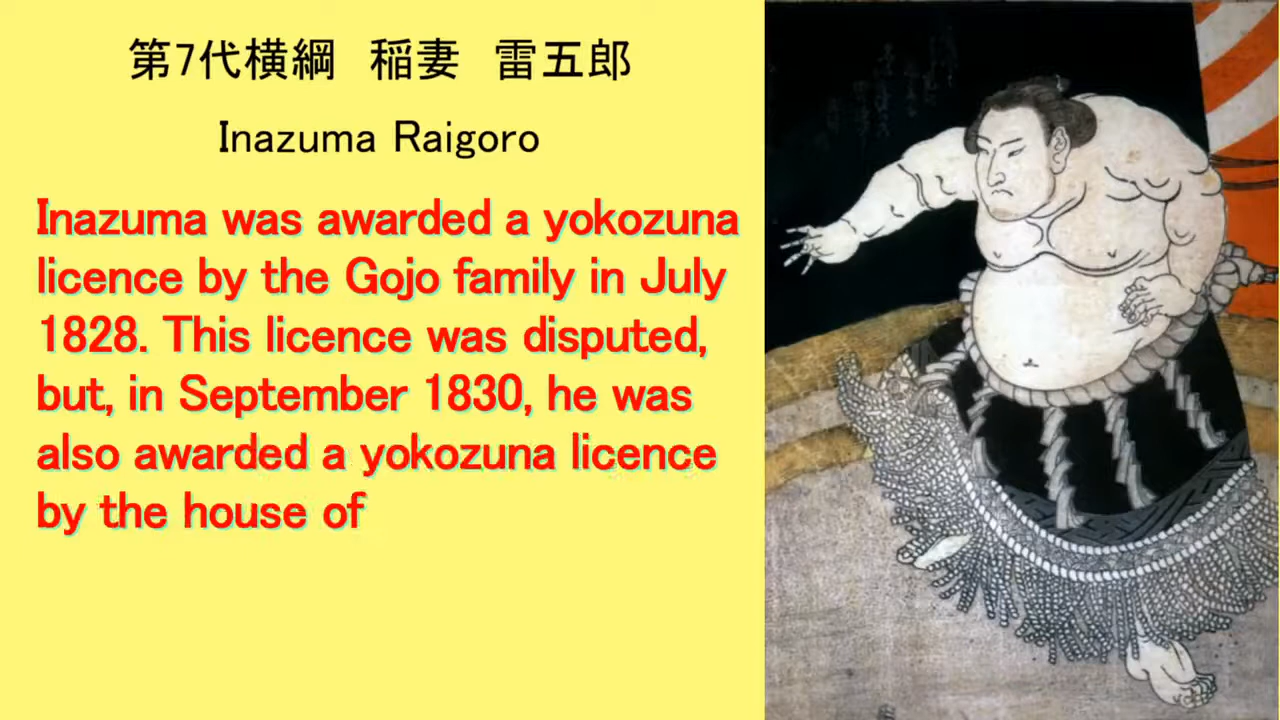 第7代横綱　稲妻　雷五郎
Inazuma Raigoro
Inazuma was awarded a yokozuna
licence by the Gojo family in July
1828. This licence was disputed,
but, in September 1830, he was
also awarded a yokozuna licence
by the house of